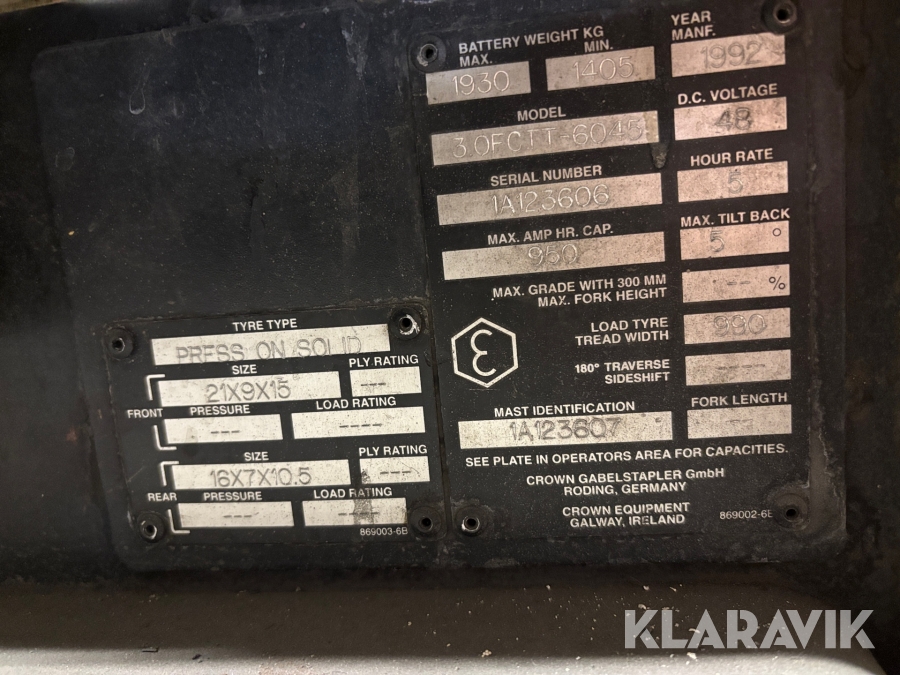 BATTERY WEIGHT KG
MAX. MIN.
1930 1405
YEAR
MANF.
1992
MODEL
3.0FCTT-6045
D.C. VOLTAGE
48
SERIAL NUMBER
1A123606
HOUR RATE
5
MAX. AMP HR. CAP.
950
MAX. TILT BACK
5 °
MAX. GRADE WITH 300 MM
MAX. FORK HEIGHT
--- %
LOAD TYRE
TREAD WIDTH
990
180° TRAVERSE
SIDESHIFT
---
MAST IDENTIFICATION
1A123607
FORK LENGTH
---
SEE PLATE IN OPERATORS AREA FOR CAPACITIES.
CROWN GABELSTAPLER GmbH
RODING, GERMANY
CROWN EQUIPMENT
GALWAY, IRELAND
869002-6E
TYRE TYPE
PRESS ON SOLID
SIZE PLY RATING
21X9X15 ---
FRONT
PRESSURE LOAD RATING
--- ----
SIZE PLY RATING
16X7X10.5 ---
REAR
PRESSURE LOAD RATING
--- ---
869003-6B
KLARAVIK